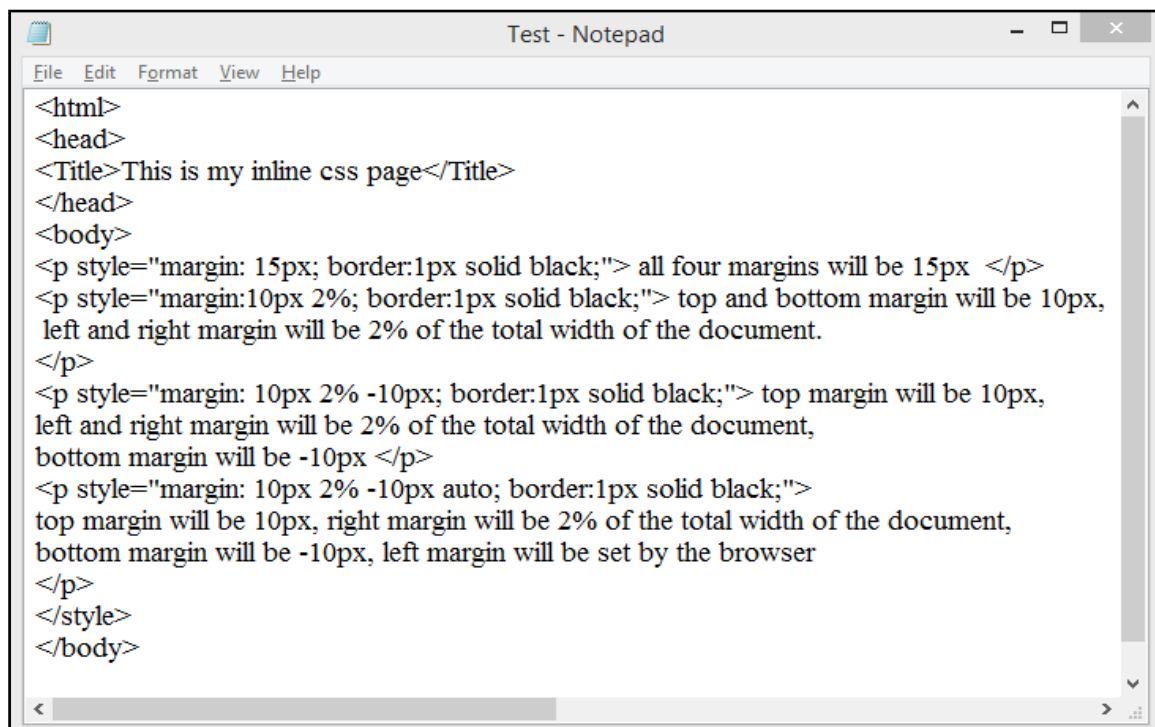 Test - Notepad
File Edit Format View Help
<html>
<head>
<Title>This is my inline css page</Title>
</head>
<body>
<p style="margin: 15px; border:1px solid black;"> all four margins will be 15px  </p>
<p style="margin:10px 2%; border:1px solid black;"> top and bottom margin will be 10px,
 left and right margin will be 2% of the total width of the document.
</p>
<p style="margin: 10px 2% -10px; border:1px solid black;"> top margin will be 10px,
left and right margin will be 2% of the total width of the document,
bottom margin will be -10px </p>
<p style="margin: 10px 2% -10px auto; border:1px solid black;">
top margin will be 10px, right margin will be 2% of the total width of the document,
bottom margin will be -10px, left margin will be set by the browser
</p>
</style>
</body>